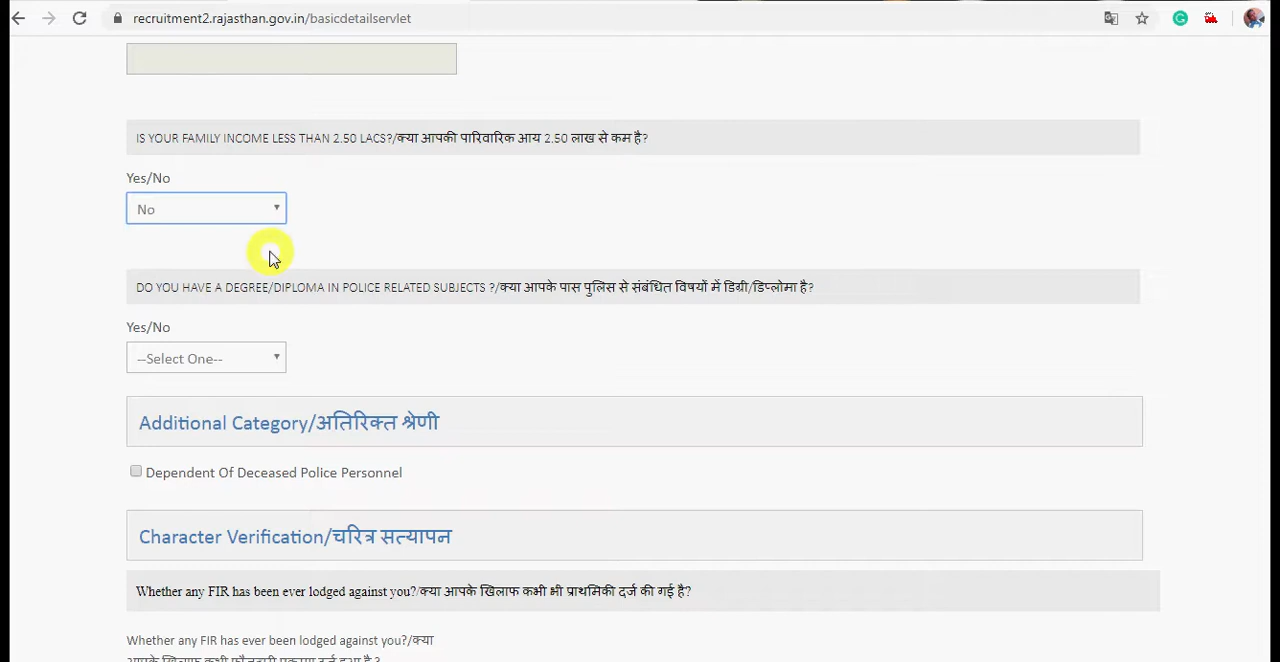 recruitment2.rajasthan.gov.in/basicdetailservlet
IS YOUR FAMILY INCOME LESS THAN 2.50 LACS?/क्या आपकी पारिवारिक आय 2.50 लाख से कम है?
Yes/No
No
DO YOU HAVE A DEGREE/DIPLOMA IN POLICE RELATED SUBJECTS ?/क्या आपके पास पुलिस से संबंधित विषयों में डिग्री/डिप्लोमा है?
Yes/No
--Select One--
Additional Category/अतिरिक्त श्रेणी
Dependent Of Deceased Police Personnel
Character Verification/चरित्र सत्यापन
Whether any FIR has been ever lodged against you?/क्या आपके खिलाफ कभी भी प्राथमिकी दर्ज की गई है?
Whether any FIR has ever been lodged against you?/क्या